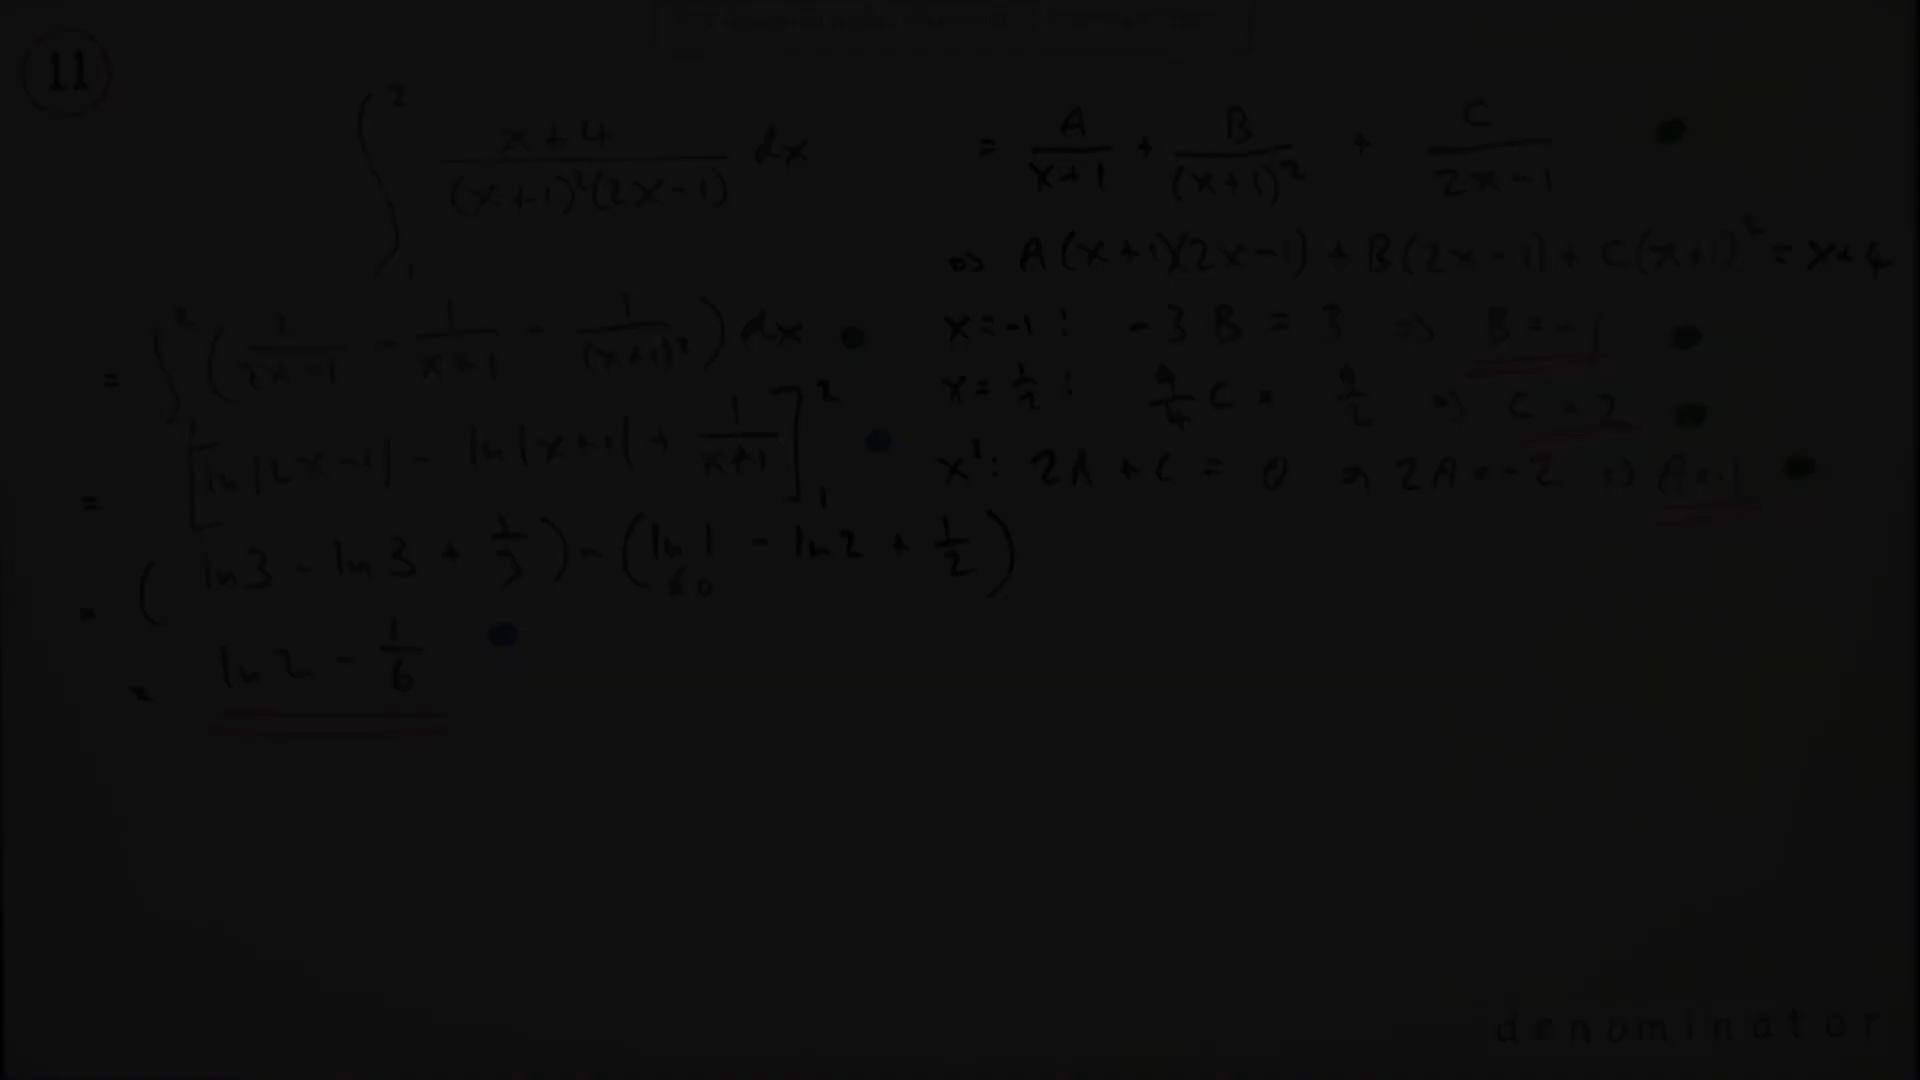 11
∫₁² (x+4)/((x+1)²(2x-1)) dx = A/(x+1) + B/(x+1)² + C/(2x-1)
=> A(x+1)(2x-1) + B(2x-1) + C(x+1)² = x+4
x=-1: -3B = 3 => B = -1
x=1/2: 9/4 C = 9/2 => C = 2
x²: 2A + C = 0 => 2A = -2 => A = -1
= ∫₁² (2/(2x-1) - 1/(x+1) - 1/(x+1)²) dx
= [ln|2x-1| - ln|x+1| + 1/(x+1)]₁²
= (ln3 - ln3 + 1/3) - (ln1 - ln2 + 1/2)
= ln2 - 1/6
denominator